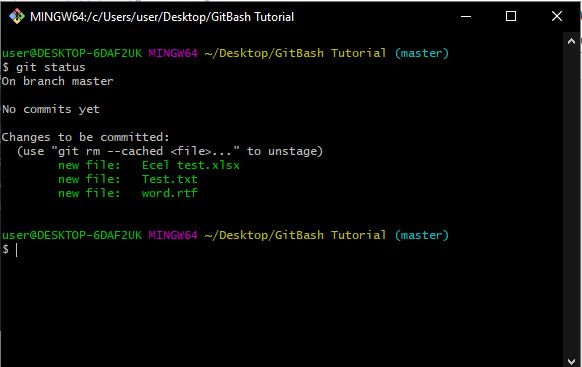 MINGW64:/c/Users/user/Desktop/GitBash Tutorial
user@DESKTOP-6DAF2UK MINGW64 ~/Desktop/GitBash Tutorial (master)
$ git status
On branch master
No commits yet
Changes to be committed:
(use "git rm --cached <file>..." to unstage)
new file: Ecel test.xlsx
new file: Test.txt
new file: word.rtf
user@DESKTOP-6DAF2UK MINGW64 ~/Desktop/GitBash Tutorial (master)
$